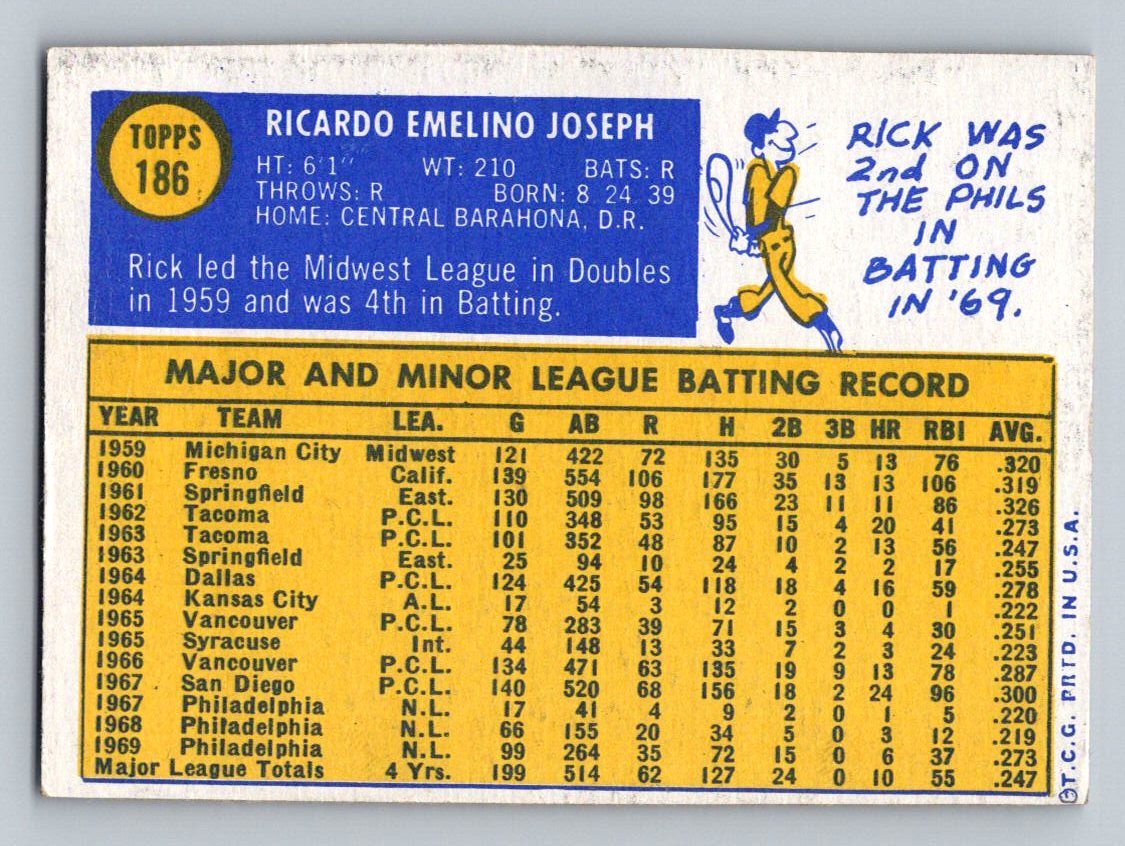 TOPPS
186
RICARDO EMELINO JOSEPH
HT: 6'1" WT: 210 BATS: R
THROWS: R BORN: 8 24 39
HOME: CENTRAL BARAHONA, D.R.
Rick led the Midwest League in Doubles
in 1959 and was 4th in Batting.
RICK WAS
2nd ON
THE PHILS
IN
BATTING
IN '69.
MAJOR AND MINOR LEAGUE BATTING RECORD
YEAR TEAM LEA. G AB R H 2B 3B HR RBI AVG.
1959 Michigan City Midwest 121 422 72 135 30 5 13 76 .320
1960 Fresno Calif. 139 554 106 177 35 13 13 106 .319
1961 Springfield East. 130 509 98 166 23 11 11 86 .326
1962 Tacoma P.C.L. 110 348 53 95 15 4 20 41 .273
1963 Tacoma P.C.L. 101 352 48 87 10 2 13 56 .247
1963 Springfield East. 25 94 10 24 4 2 2 17 .255
1964 Dallas P.C.L. 124 425 54 118 18 4 16 59 .278
1964 Kansas City A.L. 17 54 3 12 2 0 0 1 .222
1965 Vancouver P.C.L. 78 283 39 71 15 3 4 30 .251
1965 Syracuse Int. 44 148 13 33 7 2 3 24 .223
1966 Vancouver P.C.L. 134 471 63 135 19 9 13 78 .287
1967 San Diego P.C.L. 140 520 68 156 18 2 24 96 .300
1967 Philadelphia N.L. 17 41 4 9 2 0 1 5 .220
1968 Philadelphia N.L. 66 155 20 34 5 0 3 12 .219
1969 Philadelphia N.L. 99 264 35 72 15 0 6 37 .273
Major League Totals 4 Yrs. 199 514 62 127 24 0 10 55 .247
©T.C.G. PRTD. IN U.S.A.